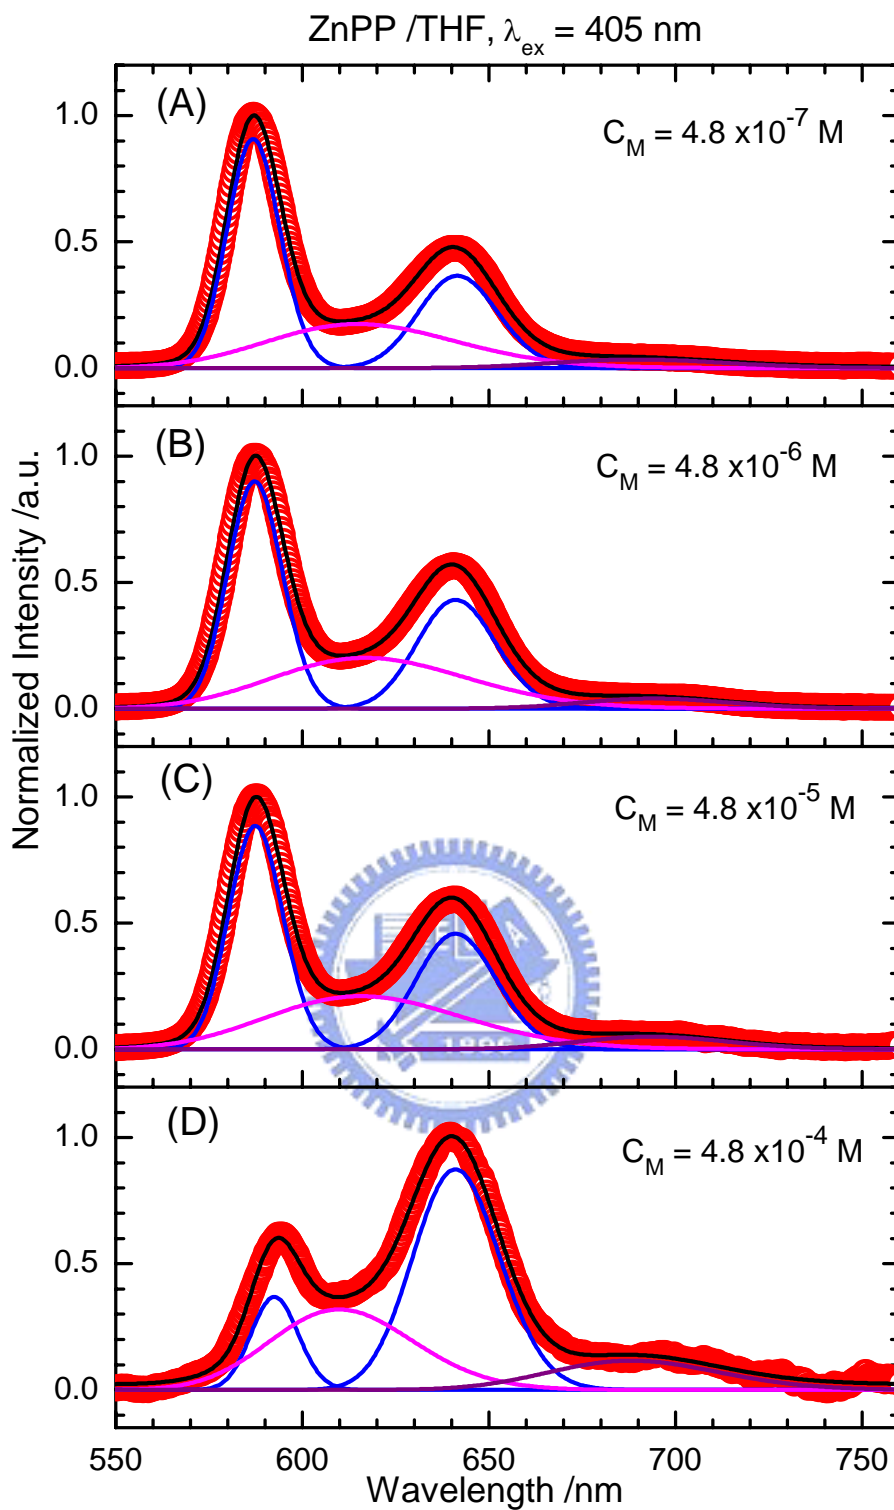 ZnPP /THF, λex = 405 nm
(A)
CM = 4.8 x10-7 M
1.0
0.5
0.0
(B)
CM = 4.8 x10-6 M
1.0
0.5
0.0
Normalized Intensity /a.u.
(C)
CM = 4.8 x10-5 M
1.0
0.5
0.0
1896
(D)
CM = 4.8 x10-4 M
1.0
0.5
0.0
550 600 650 700 750
Wavelength /nm